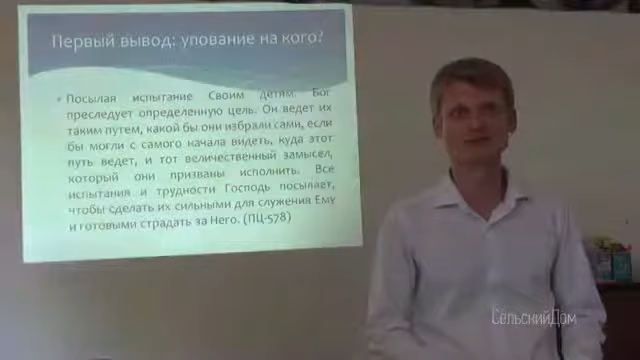 Первый вывод: упование на кого?
Посылая испытание Своим детям. Бог
преследует определенную цель. Он ведет их
таким путем, какой бы они избрали сами, если
бы могли с самого начала видеть, куда этот
путь ведет, и тот величественный замысел,
который они призваны исполнить. Все
испытания и трудности Господь посылает,
чтобы сделать их сильными для служения Ему
и готовыми страдать за Него. (ПЦ-578)
СельскийДом